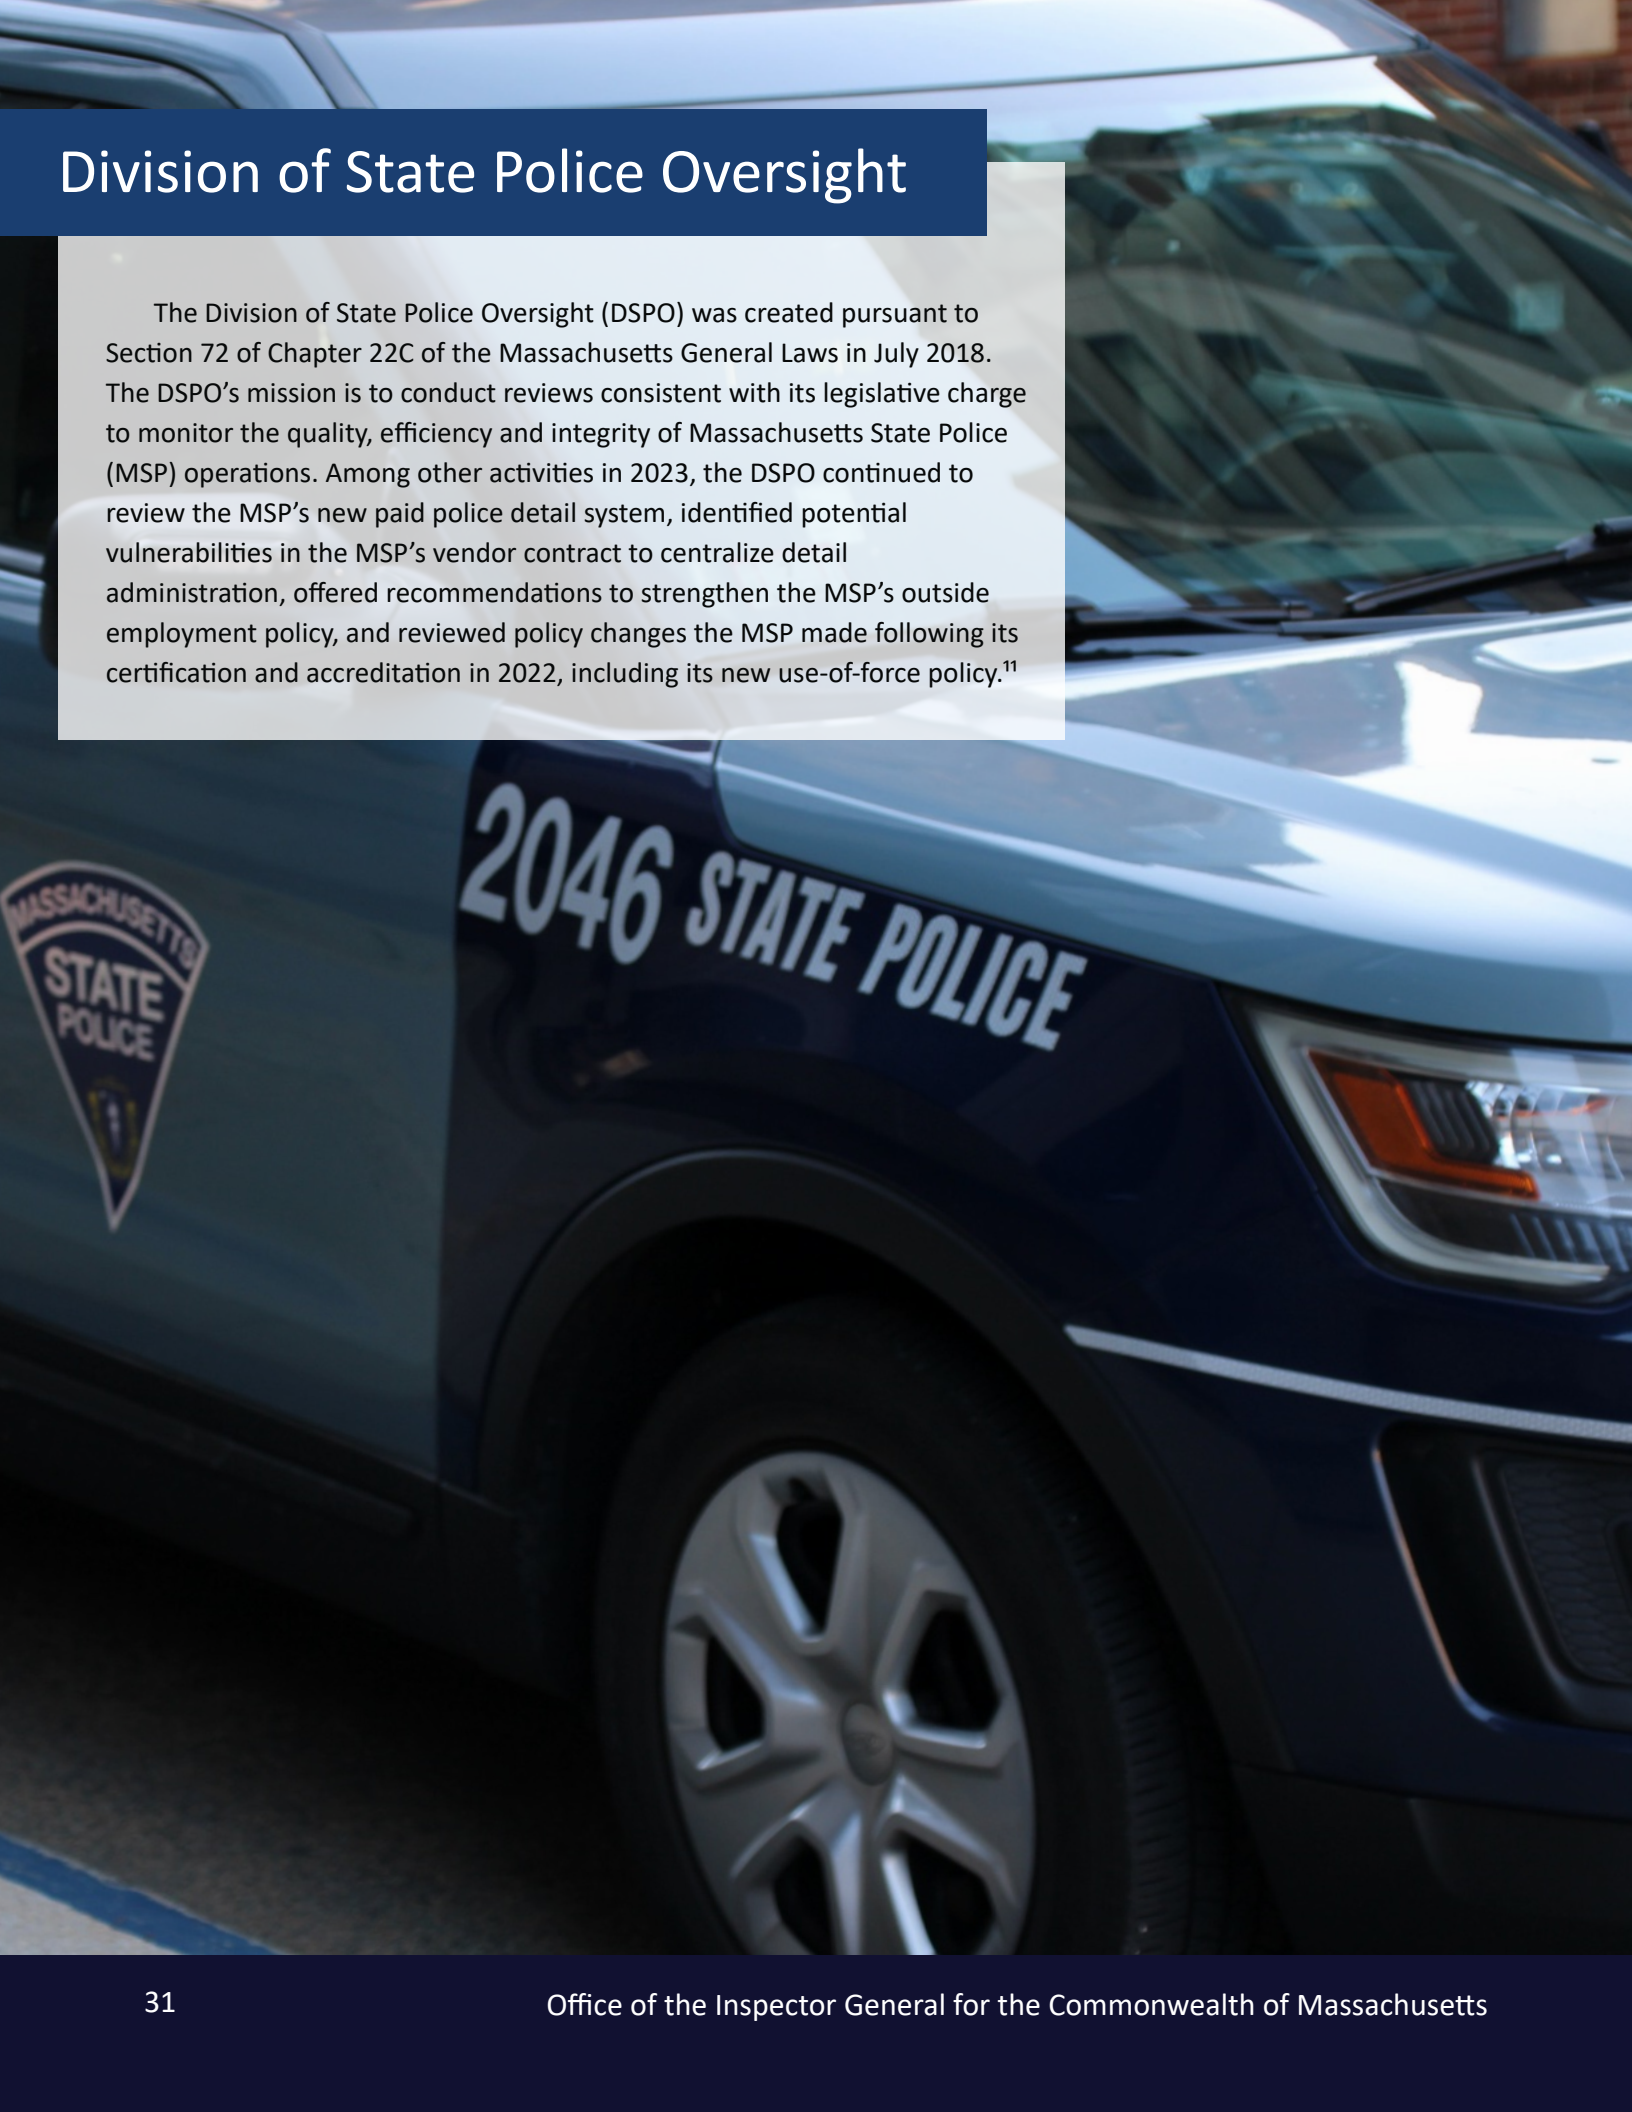 Division of State Police Oversight
The Division of State Police Oversight (DSPO) was created pursuant to
Section 72 of Chapter 22C of the Massachusetts General Laws in July 2018.
The DSPO’s mission is to conduct reviews consistent with its legislative charge
to monitor the quality, efficiency and integrity of Massachusetts State Police
(MSP) operations. Among other activities in 2023, the DSPO continued to
review the MSP’s new paid police detail system, identified potential
vulnerabilities in the MSP’s vendor contract to centralize detail
administration, offered recommendations to strengthen the MSP’s outside
employment policy, and reviewed policy changes the MSP made following its
certification and accreditation in 2022, including its new use-of-force policy.¹¹
2046 STATE POLICE
MASSACHUSETTS
STATE
POLICE
31
Office of the Inspector General for the Commonwealth of Massachusetts